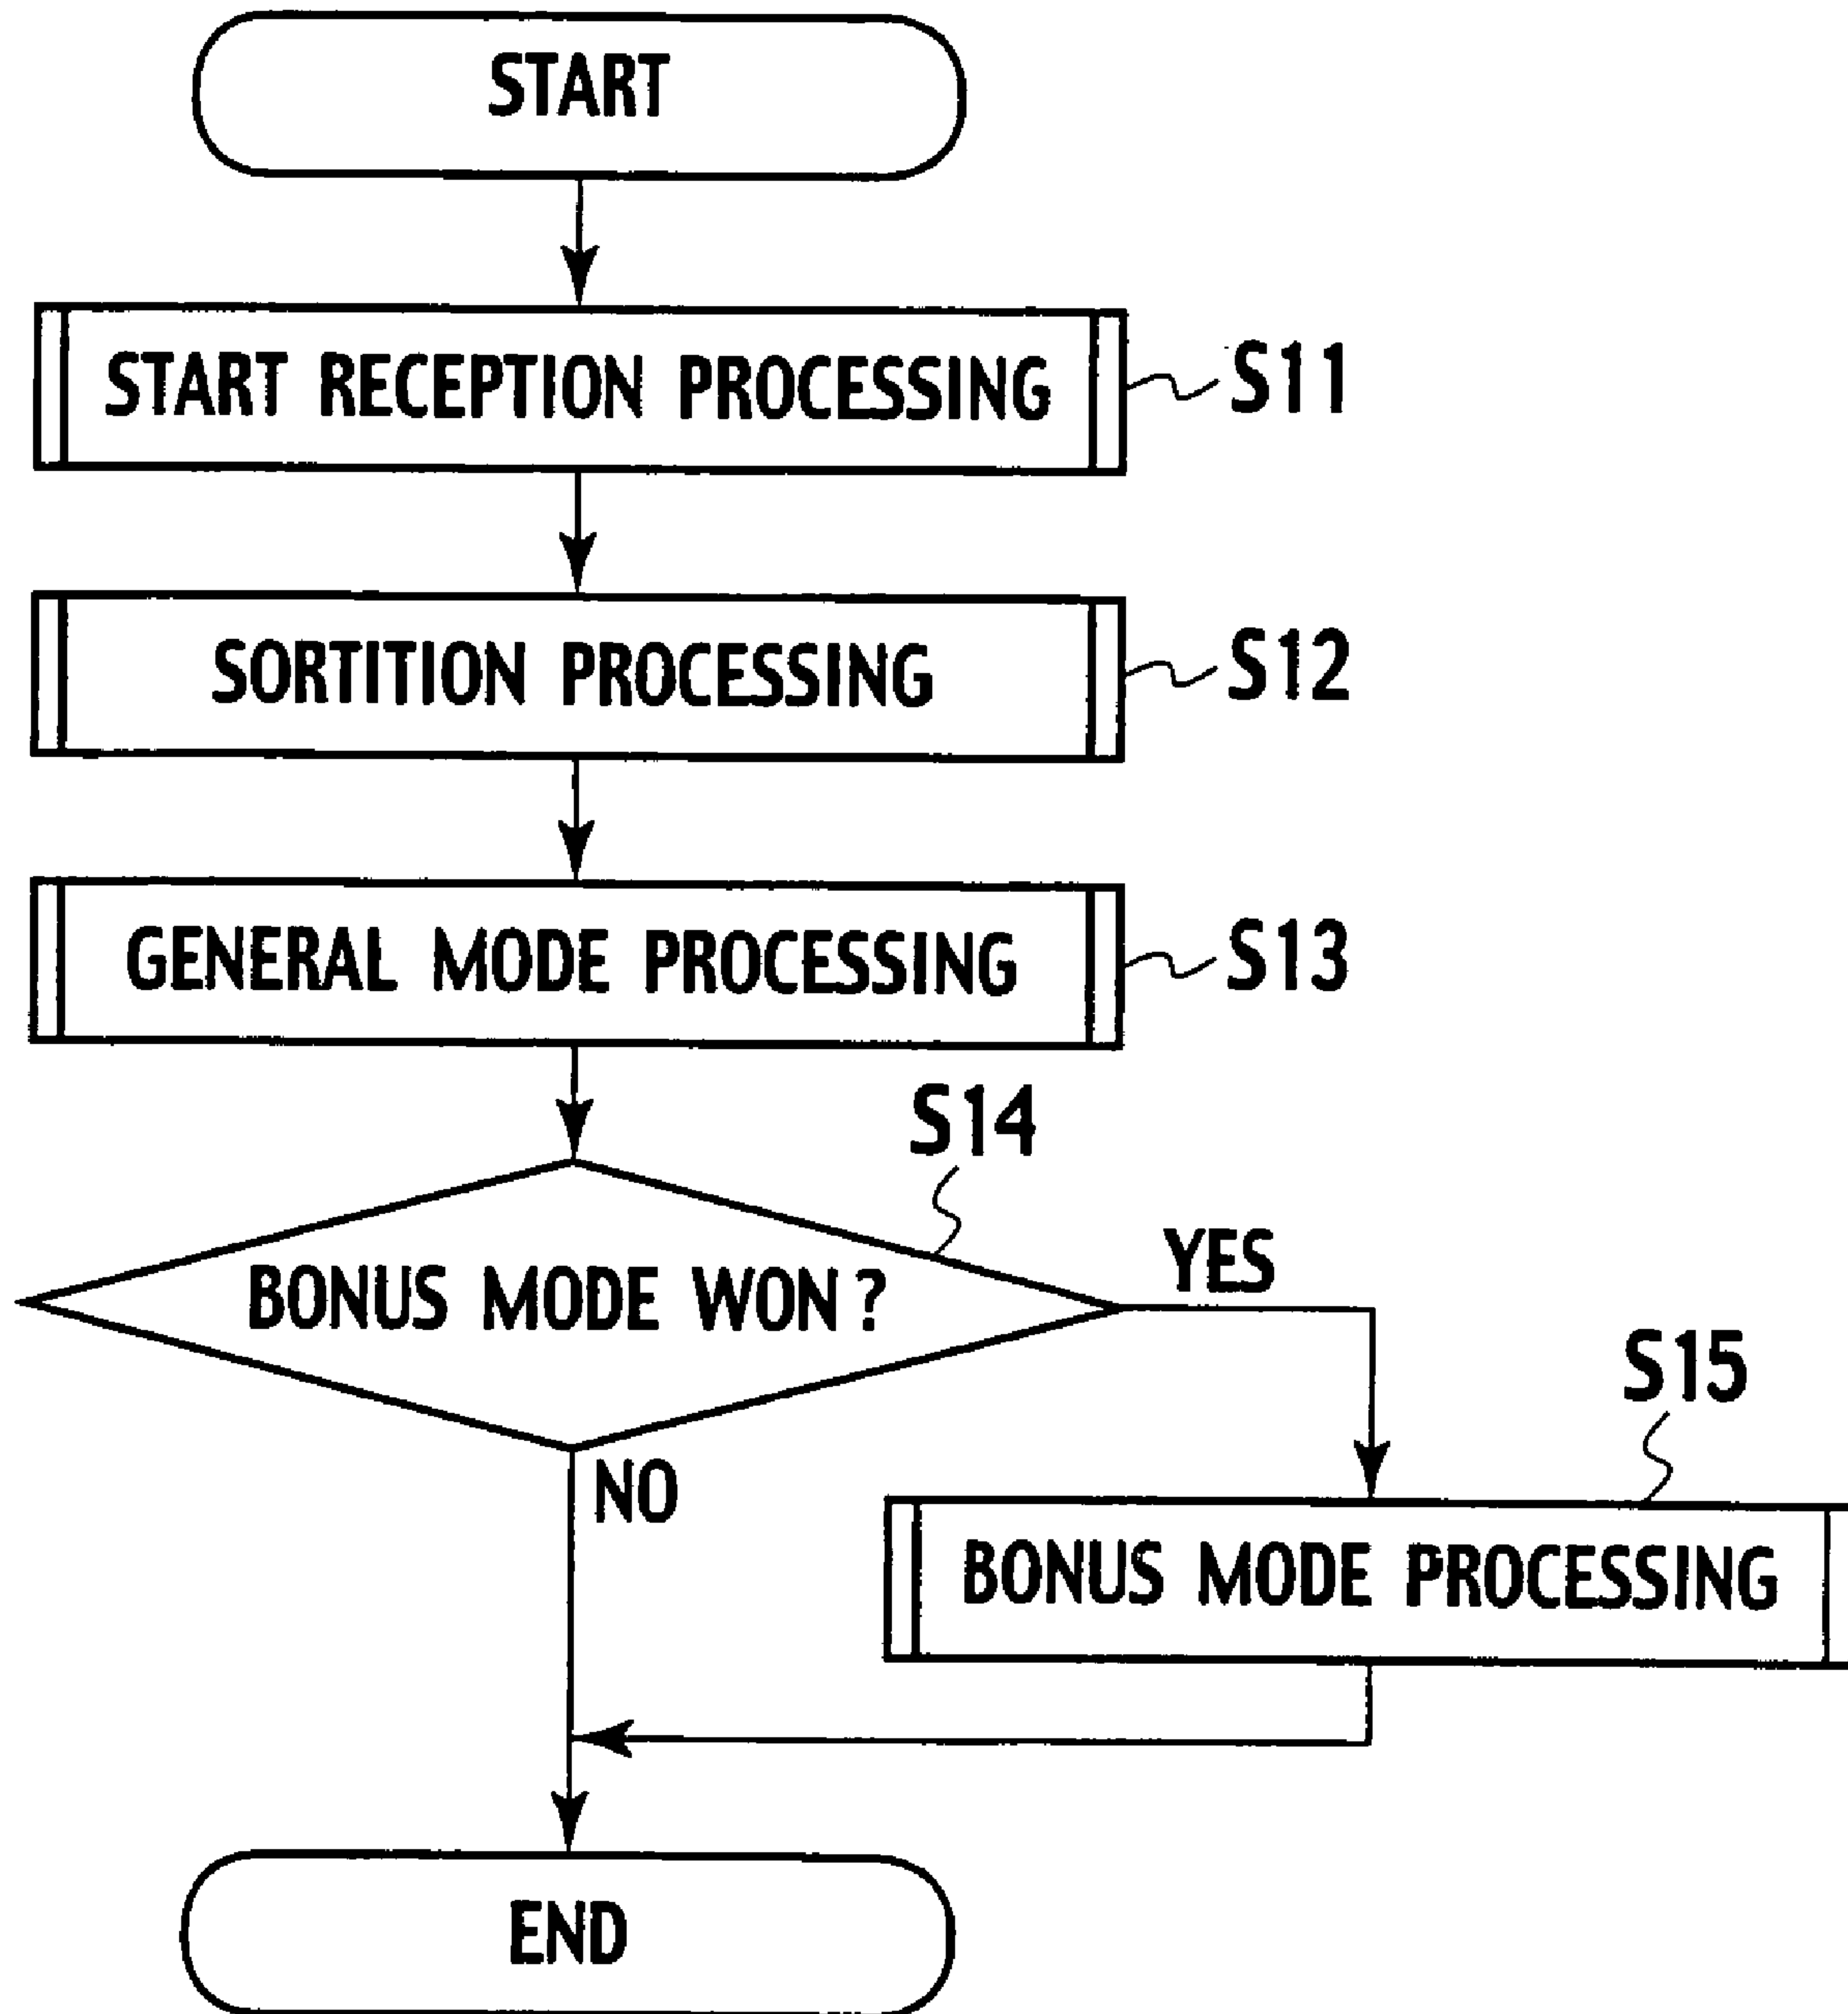 START
START RECEPTION PROCESSING
S11
SORTITION PROCESSING
S12
GENERAL MODE PROCESSING
S13
S14
BONUS MODE WON?
YES
NO
S15
BONUS MODE PROCESSING
END